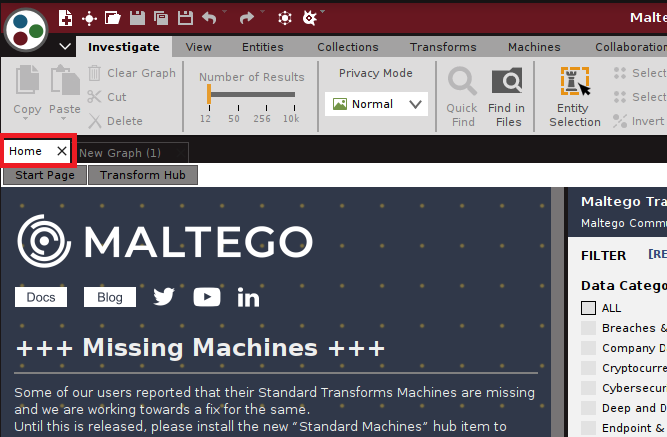 Malte
Investigate View Entities Collections Transforms Machines Collaboration
Copy Paste Clear Graph Cut Delete
Number of Results
12 50 256 10k
Privacy Mode
Normal
Quick Find
Find in Files
Entity Selection
Select
Select
Invert
Home New Graph (1)
Start Page Transform Hub
MALTEGO
Docs Blog
+++ Missing Machines +++
Some of our users reported that their Standard Transforms Machines are missing
and we are working towards a fix for the same.
Until this is released, please install the new “Standard Machines” hub item to
Maltego Tra
Maltego Commu
FILTER [RE
Data Catego
ALL
Breaches &
Company D
Cryptocurre
Cybersecur
Deep and D
Endpoint &